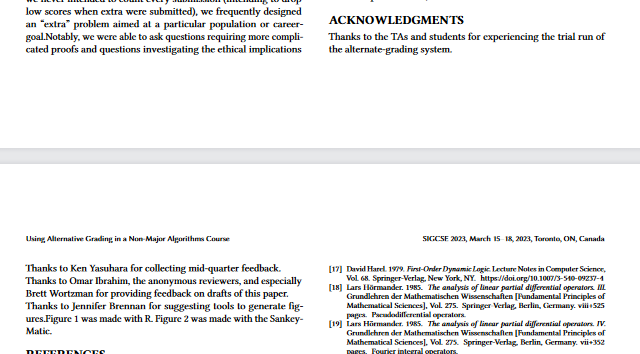 we never intended to count every submission (intending to drop
low scores when extra were submitted), we frequently designed
an “extra” problem aimed at a particular population or career-
goal.Notably, we were able to ask questions requiring more compli-
cated proofs and questions investigating the ethical implications
ACKNOWLEDGMENTS
Thanks to the TAs and students for experiencing the trial run of
the alternate-grading system.
Using Alternative Grading in a Non-Major Algorithms Course
SIGCSE 2023, March 15–18, 2023, Toronto, ON, Canada
Thanks to Ken Yasuhara for collecting mid-quarter feedback.
Thanks to Omar Ibrahim, the anonymous reviewers, and especially
Brett Wortzman for providing feedback on drafts of this paper.
Thanks to Jennifer Brennan for suggesting tools to generate fig-
ures.Figure 1 was made with R. Figure 2 was made with the Sankey-
Matic.
REFERENCES
[17] David Harel. 1979. First-Order Dynamic Logic. Lecture Notes in Computer Science,
Vol. 68. Springer-Verlag, New York, NY. https://doi.org/10.1007/3-540-09237-4
[18] Lars Hörmander. 1985. The analysis of linear partial differential operators. III.
Grundlehren der Mathematischen Wissenschaften [Fundamental Principles of
Mathematical Sciences], Vol. 275. Springer-Verlag, Berlin, Germany. viii+525
pages. Pseudodifferential operators.
[19] Lars Hörmander. 1985. The analysis of linear partial differential operators. IV.
Grundlehren der Mathematischen Wissenschaften [Fundamental Principles of
Mathematical Sciences], Vol. 275. Springer-Verlag, Berlin, Germany. vii+352
pages. Fourier integral operators.